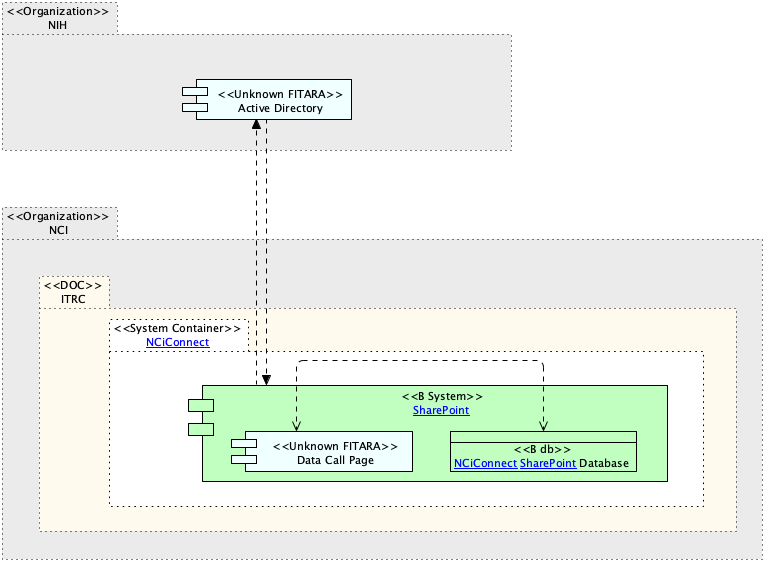 <<Organization>>
NIH
<<Unknown FITARA>>
Active Directory
<<Organization>>
NCI
<<DOC>>
ITRC
<<System Container>>
NCiConnect
<<B System>>
SharePoint
<<Unknown FITARA>>
Data Call Page
<<B db>>
NCiConnect SharePoint Database